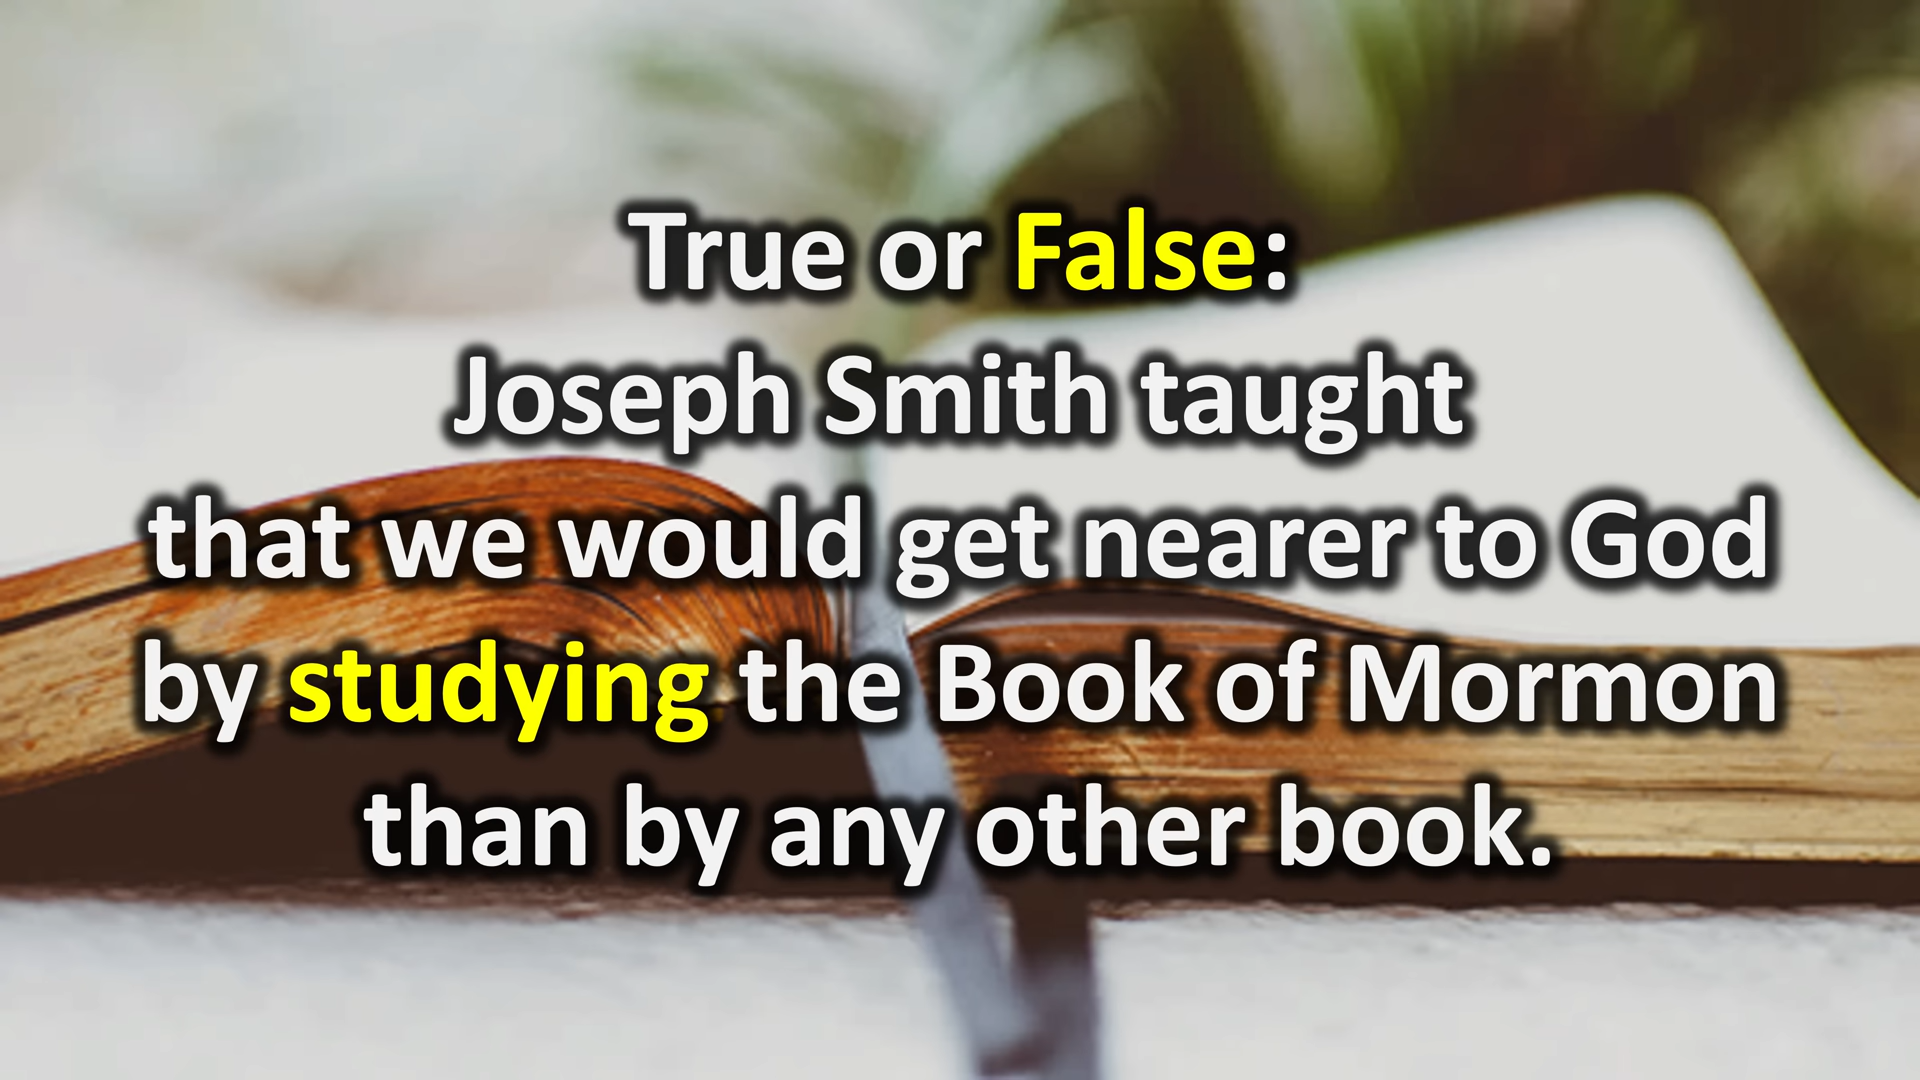 True or False:
Joseph Smith taught
that we would get nearer to God
by studying the Book of Mormon
than by any other book.